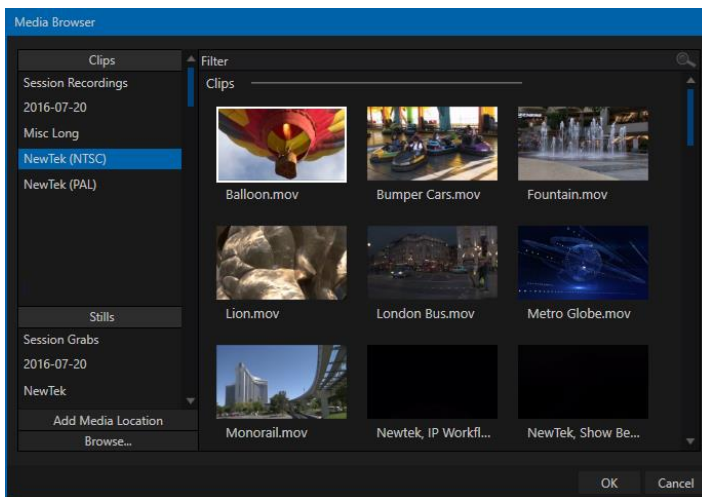 Media Browser
Clips
Session Recordings
2016-07-20
Misc Long
NewTek (NTSC)
NewTek (PAL)
Stills
Session Grabs
2016-07-20
NewTek
Add Media Location
Browse...
Filter
Clips
Balloon.mov
Bumper Cars.mov
Fountain.mov
Lion.mov
London Bus.mov
Metro Globe.mov
Monorail.mov
Newtek, IP Workfl...
NewTek, Show Be...
OK
Cancel